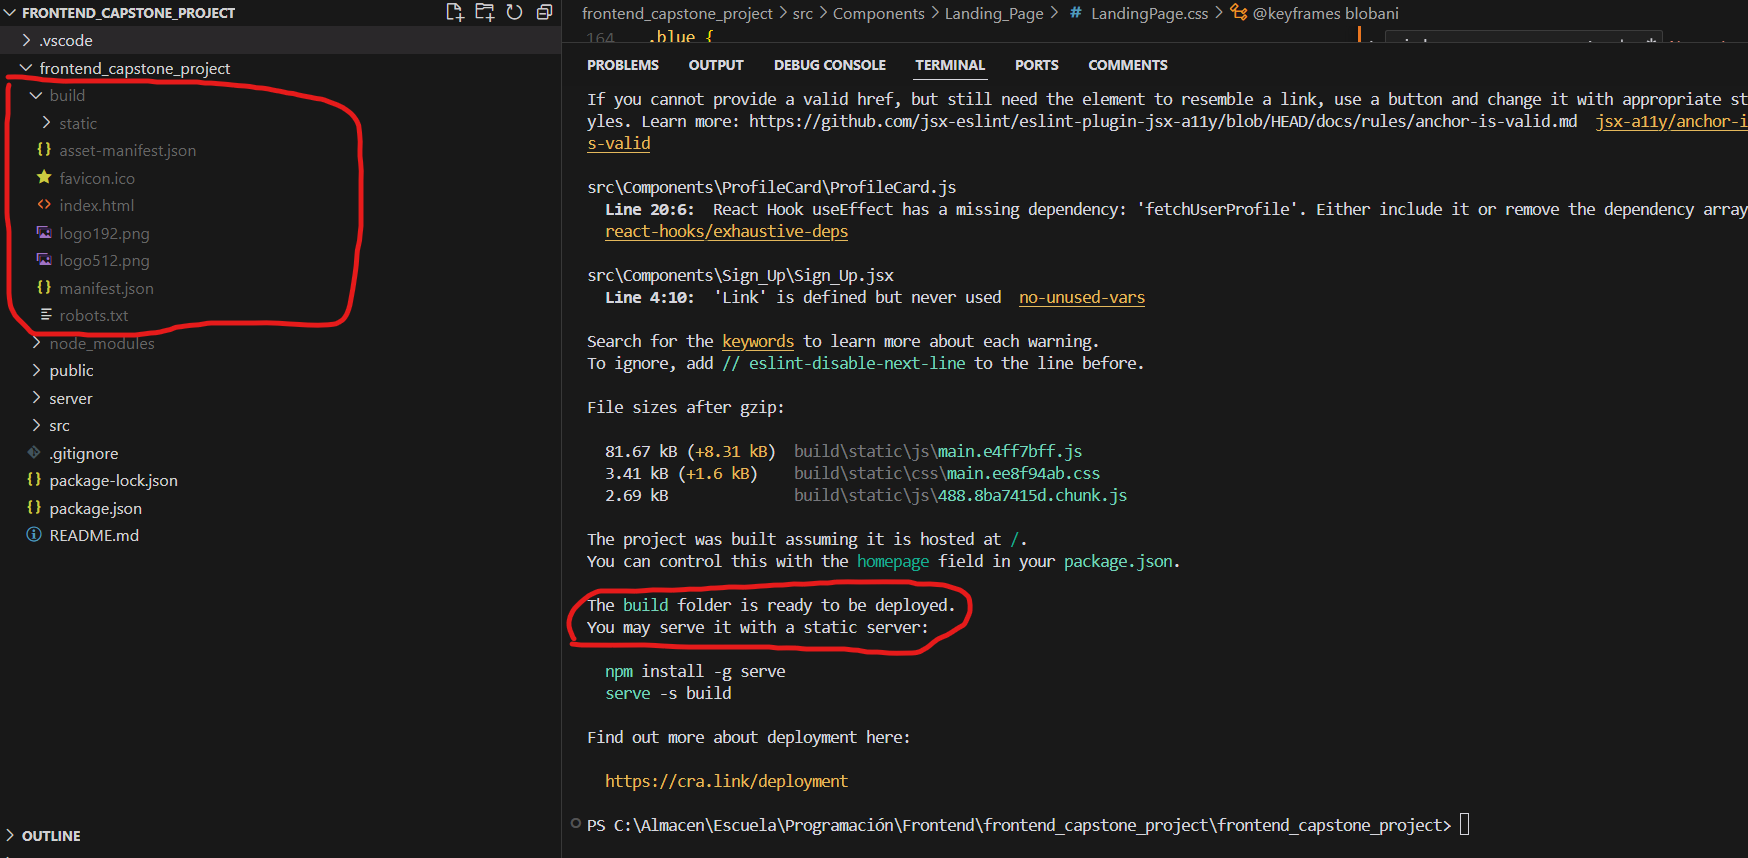 FRONTEND_CAPSTONE_PROJECT
.vscode
frontend_capstone_project
build
static
asset-manifest.json
favicon.ico
index.html
logo192.png
logo512.png
manifest.json
robots.txt
node_modules
public
server
src
.gitignore
package-lock.json
package.json
README.md
OUTLINE
frontend_capstone_project > src > Components > Landing_Page > # LandingPage.css > @keyframes blobani
164 .blue {
PROBLEMS OUTPUT DEBUG CONSOLE TERMINAL PORTS COMMENTS
If you cannot provide a valid href, but still need the element to resemble a link, use a button and change it with appropriate st
yles. Learn more: https://github.com/jsx-eslint/eslint-plugin-jsx-a11y/blob/HEAD/docs/rules/anchor-is-valid.md jsx-a11y/anchor-i
s-valid
src\Components\ProfileCard\ProfileCard.js
Line 20:6: React Hook useEffect has a missing dependency: 'fetchUserProfile'. Either include it or remove the dependency array
react-hooks/exhaustive-deps
src\Components\Sign_Up\Sign_Up.jsx
Line 4:10: 'Link' is defined but never used no-unused-vars
Search for the keywords to learn more about each warning.
To ignore, add // eslint-disable-next-line to the line before.
File sizes after gzip:
81.67 kB (+8.31 kB) build\static\js\main.e4ff7bff.js
3.41 kB (+1.6 kB) build\static\css\main.ee8f94ab.css
2.69 kB build\static\js\488.8ba7415d.chunk.js
The project was built assuming it is hosted at /.
You can control this with the homepage field in your package.json.
The build folder is ready to be deployed.
You may serve it with a static server:
npm install -g serve
serve -s build
Find out more about deployment here:
https://cra.link/deployment
PS C:\Almacen\Escuela\Programación\Frontend\frontend_capstone_project\frontend_capstone_project>